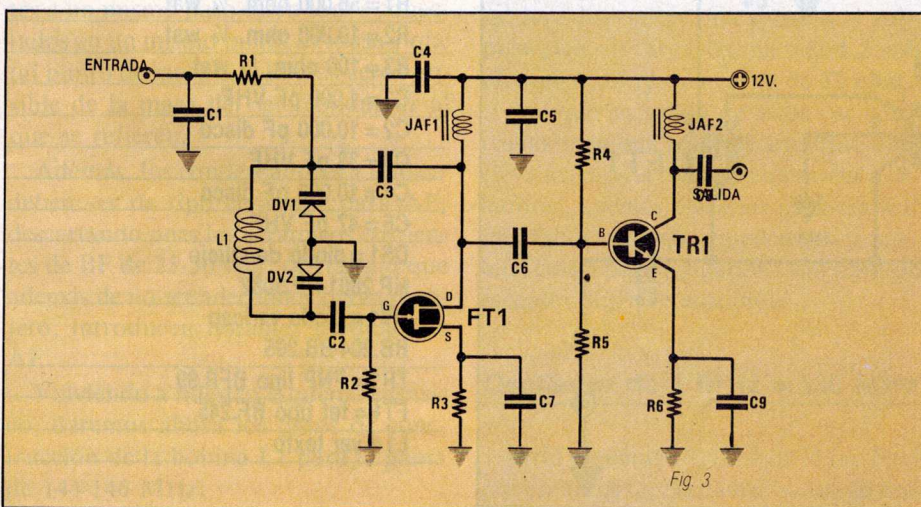 ENTRADA
R1
C1
C4
JAF1
C5
12V.
JAF2
R4
C3
SALIDA
DV1
L1
DV2
C6
B
C
E
TR1
C2
G
D
S
FT1
R2
R3
C7
R5
R6
C9
Fig. 3